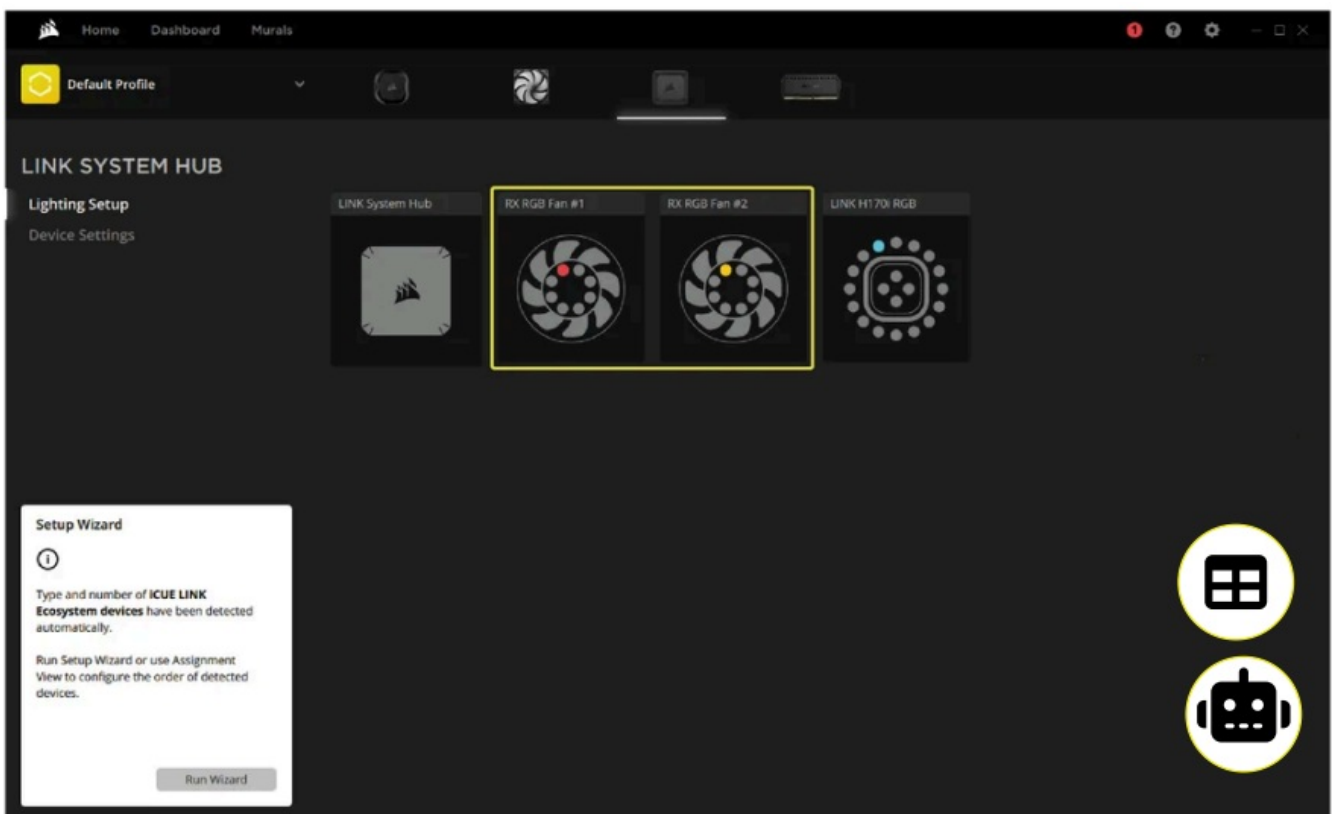 Home Dashboard Murals
1
?
Default Profile
LINK SYSTEM HUB
Lighting Setup
Device Settings
LINK System Hub
RX RGB Fan #1
RX RGB Fan #2
LINK H170i RGB
Setup Wizard
i
Type and number of iCUE LINK
Ecosystem devices have been detected
automatically.
Run Setup Wizard or use Assignment
View to configure the order of detected
devices.
Run Wizard